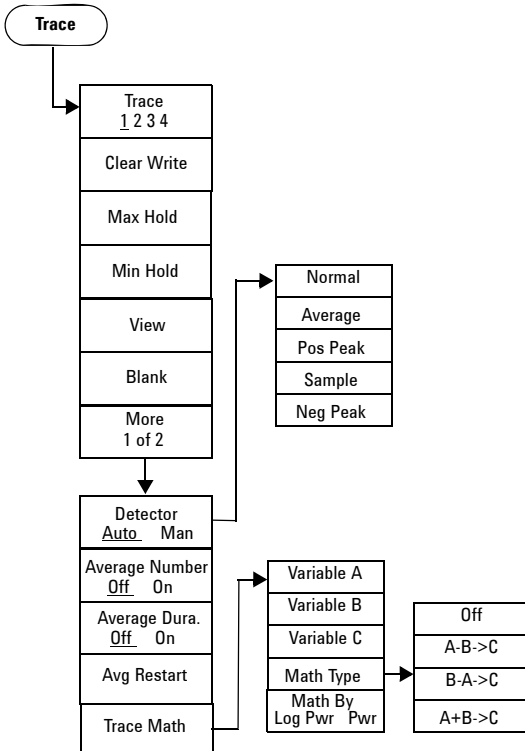 Trace
Trace
1 2 3 4
Clear Write
Max Hold
Min Hold
View
Blank
More
1 of 2
Normal
Average
Pos Peak
Sample
Neg Peak
Detector
Auto Man
Average Number
Off On
Average Dura.
Off On
Avg Restart
Trace Math
Variable A
Variable B
Variable C
Math Type
Math By
Log Pwr Pwr
Off
A-B->C
B-A->C
A+B->C